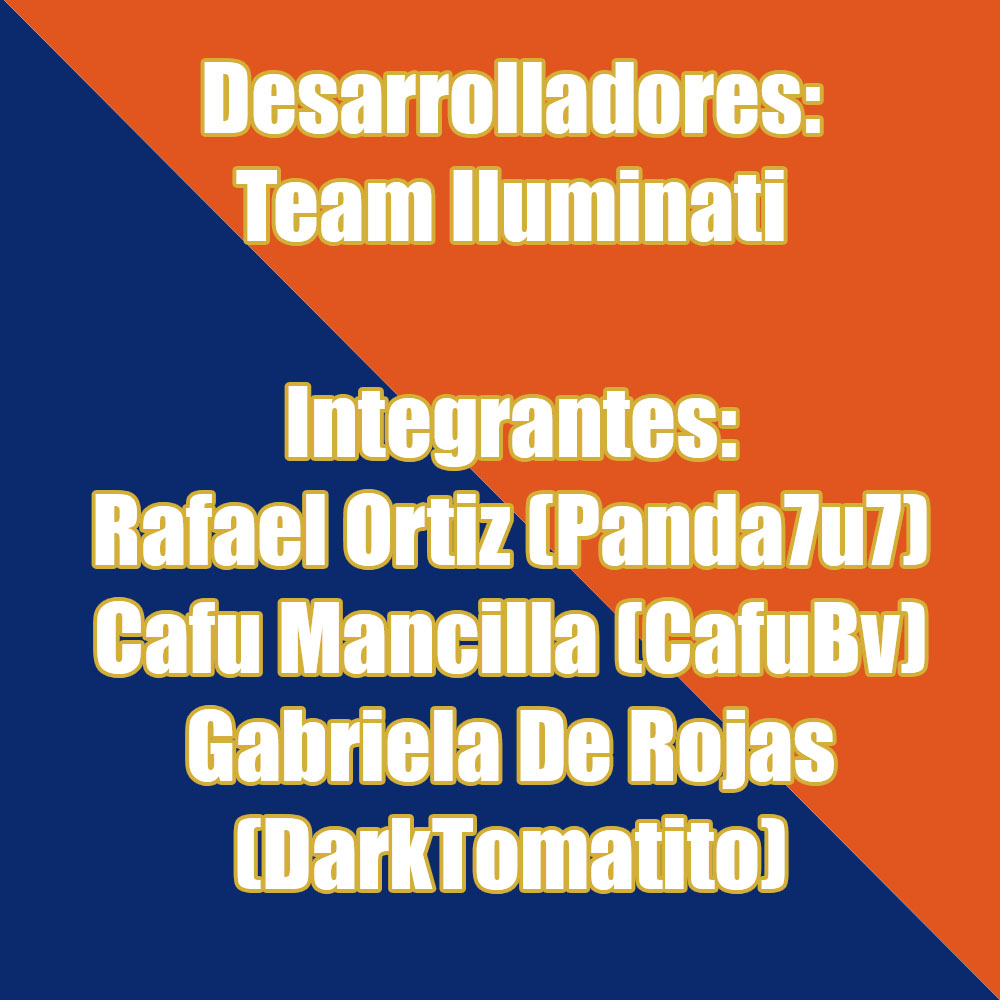 Desarrolladores:
Team Iluminati
Integrantes:
Rafael Ortiz (Panda7u7)
Cafu Mancilla (CafuBv)
Gabriela De Rojas
(DarkTomatito)